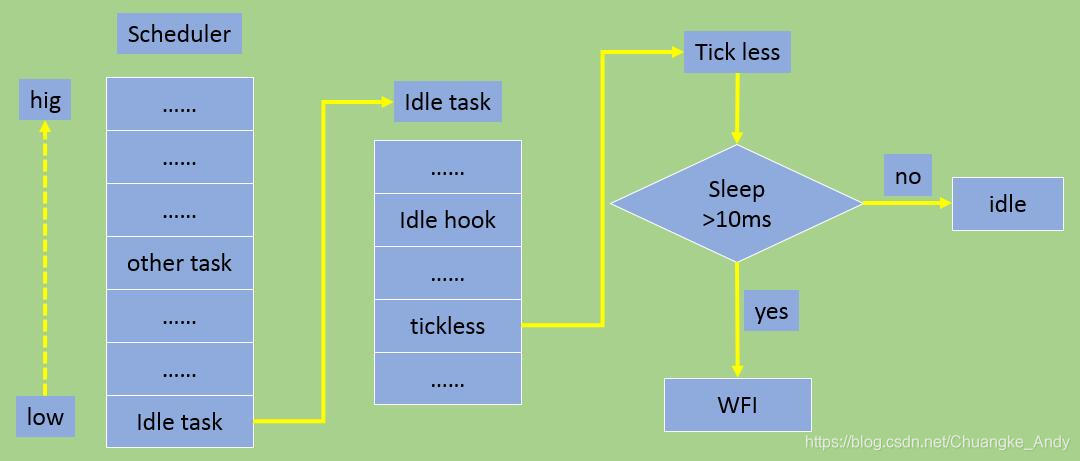 Scheduler
hig
low
......
......
......
other task
......
......
Idle task
Idle task
......
Idle hook
......
tickless
......
Tick less
Sleep
>10ms
no
idle
yes
WFI
https://blog.csdn.net/Chuangke_Andy